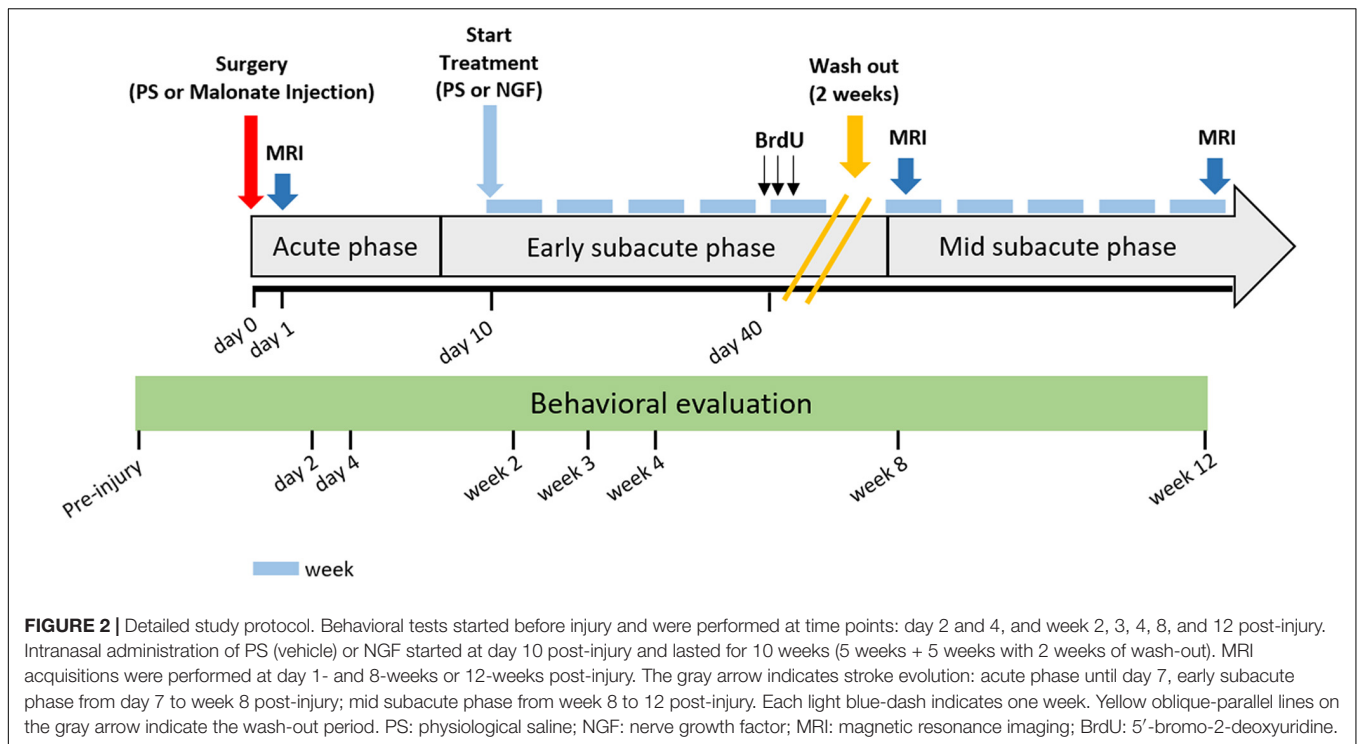 Start
Treatment
(PS or NGF)
Surgery
(PS or Malonate Injection)
Wash out
(2 weeks)
MRI
BrdU
MRI
MRI
Acute phase
Early subacute phase
Mid subacute phase
day 0
day 1
day 10
day 40
Behavioral evaluation
Pre-injury
day 2
day 4
week 2
week 3
week 4
week 8
week 12
week
FIGURE 2 | Detailed study protocol. Behavioral tests started before injury and were performed at time points: day 2 and 4, and week 2, 3, 4, 8, and 12 post-injury.
Intranasal administration of PS (vehicle) or NGF started at day 10 post-injury and lasted for 10 weeks (5 weeks + 5 weeks with 2 weeks of wash-out). MRI
acquisitions were performed at day 1- and 8-weeks or 12-weeks post-injury. The gray arrow indicates stroke evolution: acute phase until day 7, early subacute
phase from day 7 to week 8 post-injury; mid subacute phase from week 8 to 12 post-injury. Each light blue-dash indicates one week. Yellow oblique-parallel lines on
the gray arrow indicate the wash-out period. PS: physiological saline; NGF: nerve growth factor; MRI: magnetic resonance imaging; BrdU: 5′-bromo-2-deoxyuridine.